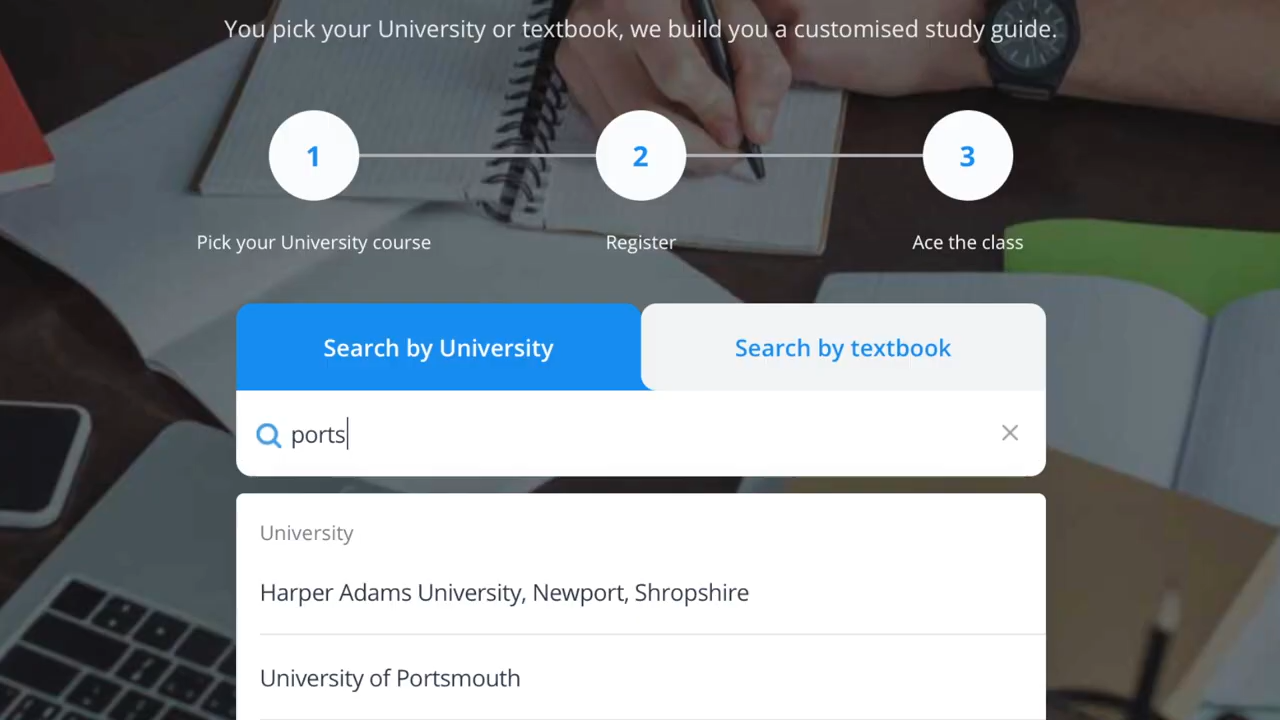 You pick your University or textbook, we build you a customised study guide.
1
2
3
Pick your University course
Register
Ace the class
Search by University
Search by textbook
ports
University
Harper Adams University, Newport, Shropshire
University of Portsmouth